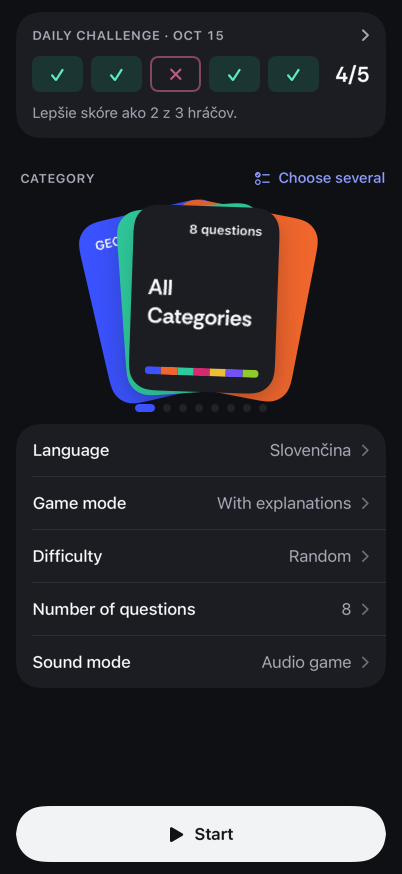 DAILY CHALLENGE · OCT 15
4/5
Lepšie skóre ako 2 z 3 hráčov.
CATEGORY
Choose several
8 questions
All
Categories
Language Slovenčina
Game mode With explanations
Difficulty Random
Number of questions 8
Sound mode Audio game
Start